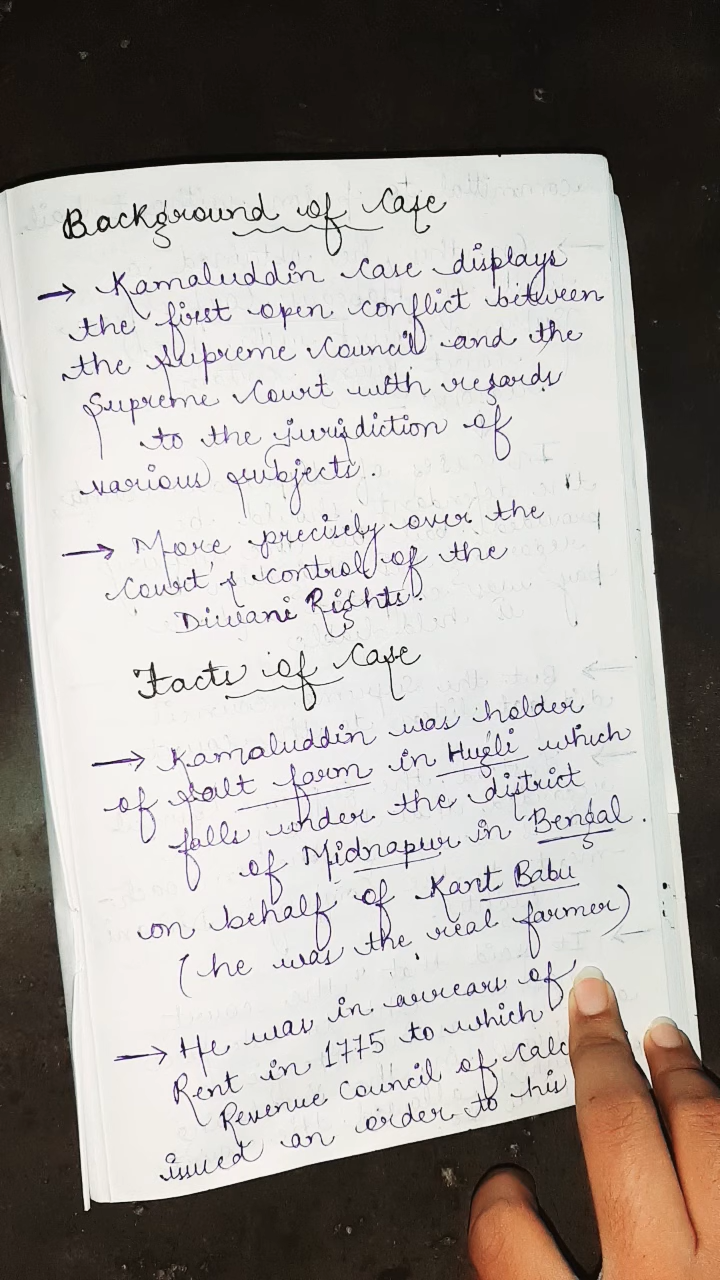 Background of Case
→ Kamaluddin Case displays
the first open conflict between
the Supreme Council and the
Supreme Court with regards
to the jurisdiction of
various subjects.
→ More precisely over the
Court's control of the
Diwani Rights.
Facts of Case
→ Kamaluddin was holder
of salt farm in Hugli which
falls under the district
of Midnapur in Bengal.
on behalf of Kant Babu
(he was the real farmer)
→ He was in arrears of
Rent in 1775 to which
Revenue Council of Calc
issued an order to his